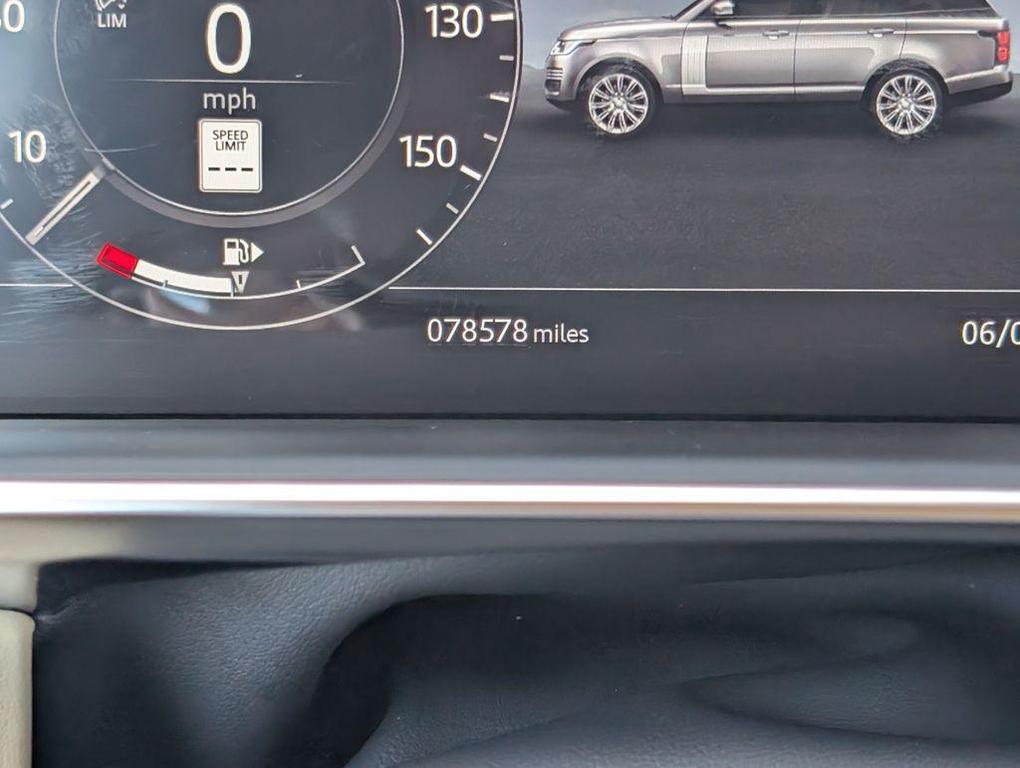 LIM
0
130
mph
SPEED
LIMIT
---
10
150
078578 miles
06/0